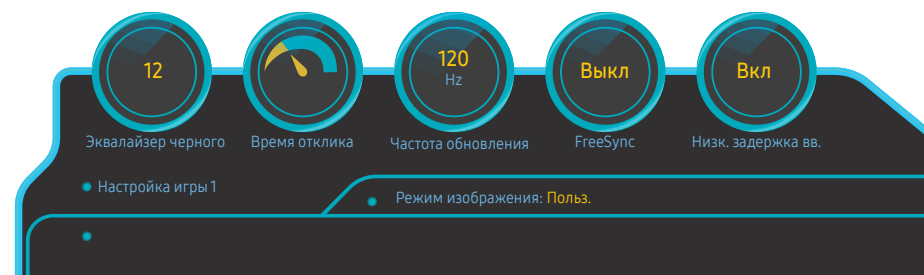 12
120
Hz
Выкл
Вкл
Эквалайзер черного
Время отклика
Частота обновления
FreeSync
Низк. задержка вв.
Настройка игры 1
Режим изображения: Польз.